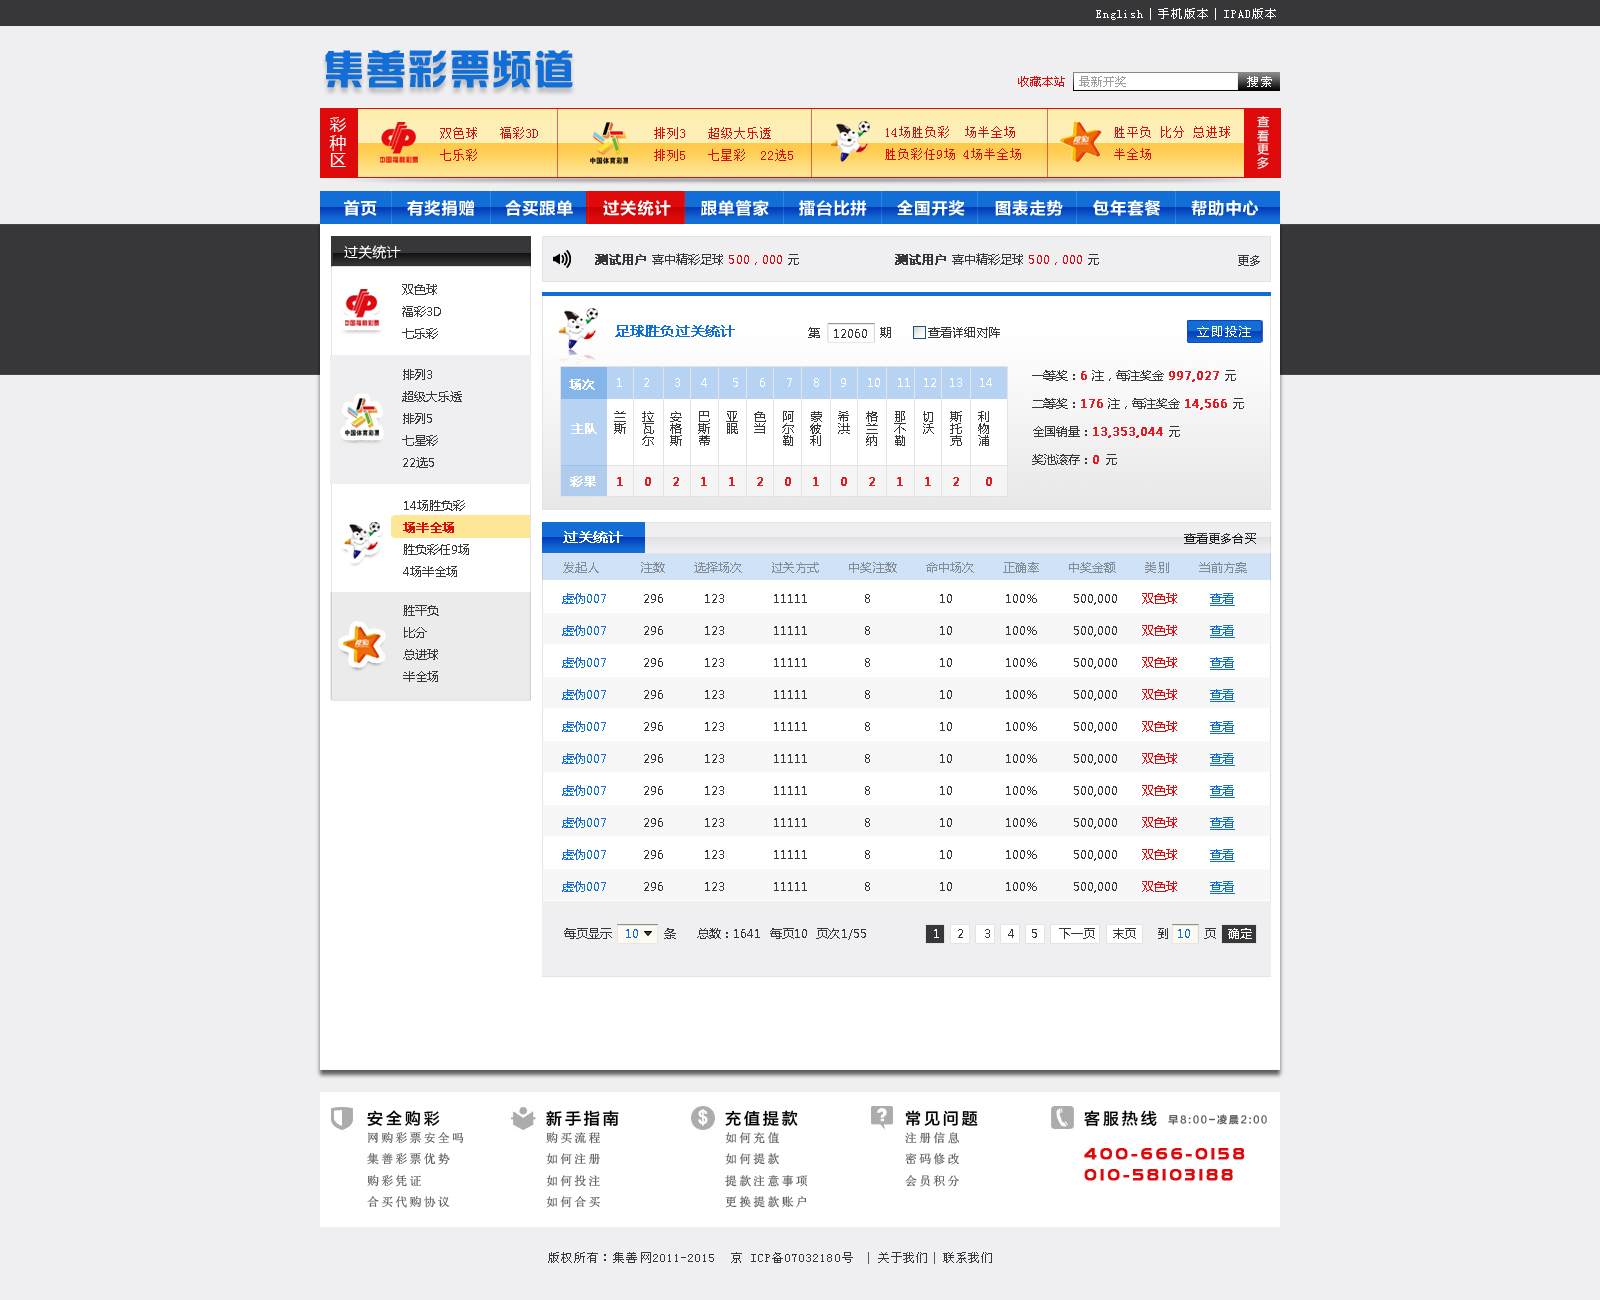 English | 手机版本 | IPAD版本
集善彩票频道
收藏本站 最新开奖 搜索
彩种区
双色球 福彩3D
七乐彩
中国福利彩票
排列3 超级大乐透
排列5 七星彩 22选5
中国体育彩票
14场胜负彩 场半全场
胜负彩任9场 4场半全场
胜平负 比分 总进球
半全场
查看更多
首页 有奖捐赠 合买跟单 过关统计 跟单管家 擂台比拼 全国开奖 图表走势 包年套餐 帮助中心
过关统计
双色球
福彩3D
七乐彩
中国福利彩票
排列3
超级大乐透
排列5
七星彩
22选5
中国体育彩票
14场胜负彩
场半全场
胜负彩任9场
4场半全场
胜平负
比分
总进球
半全场
测试用户 喜中精彩足球 500，000 元 测试用户 喜中精彩足球 500，000 元 更多
足球胜负过关统计 第 12060 期 查看详细对阵 立即投注
场次 1 2 3 4 5 6 7 8 9 10 11 12 13 14
主队 兰斯 拉瓦尔 安格斯 巴斯蒂 亚眠 色当 阿尔勒 蒙彼利 希洪 格兰纳 那不勒 切沃 斯托克 利物浦
彩果 1 0 2 1 1 2 0 1 0 2 1 1 2 0
一等奖：6 注，每注奖金 997,027 元
二等奖：176 注，每注奖金 14,566 元
全国销量：13,353,044 元
奖池滚存：0 元
过关统计 查看更多合买
发起人 注数 选择场次 过关方式 中奖注数 命中场次 正确率 中奖金额 类别 当前方案
虚伪007 296 123 11111 8 10 100% 500,000 双色球 查看
虚伪007 296 123 11111 8 10 100% 500,000 双色球 查看
虚伪007 296 123 11111 8 10 100% 500,000 双色球 查看
虚伪007 296 123 11111 8 10 100% 500,000 双色球 查看
虚伪007 296 123 11111 8 10 100% 500,000 双色球 查看
虚伪007 296 123 11111 8 10 100% 500,000 双色球 查看
虚伪007 296 123 11111 8 10 100% 500,000 双色球 查看
虚伪007 296 123 11111 8 10 100% 500,000 双色球 查看
虚伪007 296 123 11111 8 10 100% 500,000 双色球 查看
虚伪007 296 123 11111 8 10 100% 500,000 双色球 查看
每页显示 10 条 总数：1641 每页10 页次1/55 1 2 3 4 5 下一页 末页 到 10 页 确定
安全购彩
网购彩票安全吗
集善彩票优势
购彩凭证
合买代购协议
新手指南
购买流程
如何注册
如何投注
如何合买
充值提款
如何充值
如何提款
提款注意事项
更换提款账户
常见问题
注册信息
密码修改
会员积分
客服热线 早8:00-凌晨2:00
400-666-0158
010-58103188
版权所有：集善网2011-2015 京 ICP备07032180号 | 关于我们 | 联系我们